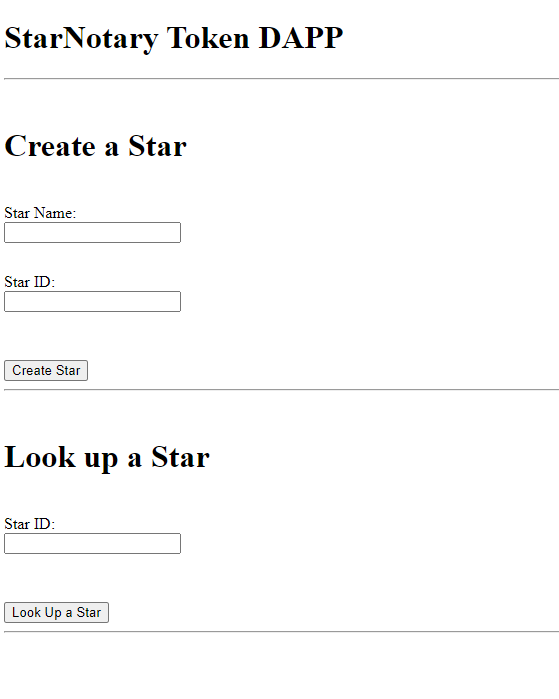 StarNotary Token DAPP
Create a Star
Star Name:
Star ID:
Create Star
Look up a Star
Star ID:
Look Up a Star